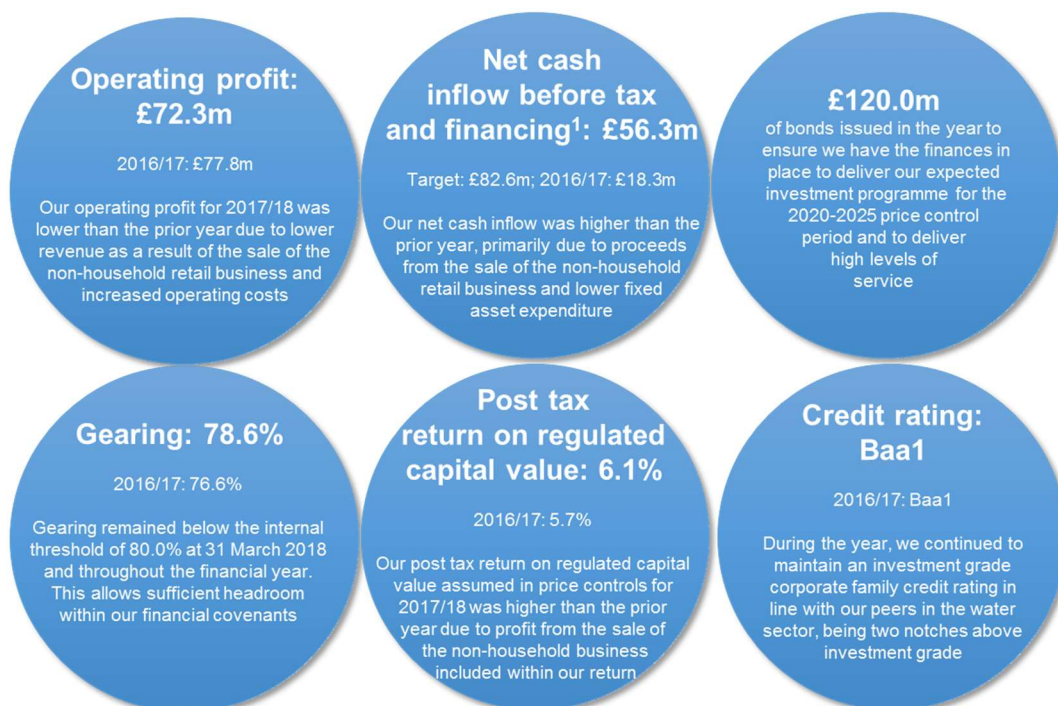 Operating profit:
£72.3m
2016/17: £77.8m
Our operating profit for 2017/18 was
lower than the prior year due to lower
revenue as a result of the sale of the
non-household retail business and
increased operating costs
Net cash
inflow before tax
and financing¹: £56.3m
Target: £82.6m; 2016/17: £18.3m
Our net cash inflow was higher than the
prior year, primarily due to proceeds
from the sale of the non-household
retail business and lower fixed
asset expenditure
£120.0m
of bonds issued in the year to
ensure we have the finances in
place to deliver our expected
investment programme for the
2020-2025 price control
period and to deliver
high levels of
service
Gearing: 78.6%
2016/17: 76.6%
Gearing remained below the internal
threshold of 80.0% at 31 March 2018
and throughout the financial year.
This allows sufficient headroom
within our financial covenants
Post tax
return on regulated
capital value: 6.1%
2016/17: 5.7%
Our post tax return on regulated capital
value assumed in price controls for
2017/18 was higher than the prior
year due to profit from the sale of
the non-household business
included within our return
Credit rating:
Baa1
2016/17: Baa1
During the year, we continued to
maintain an investment grade
corporate family credit rating in
line with our peers in the water
sector, being two notches above
investment grade